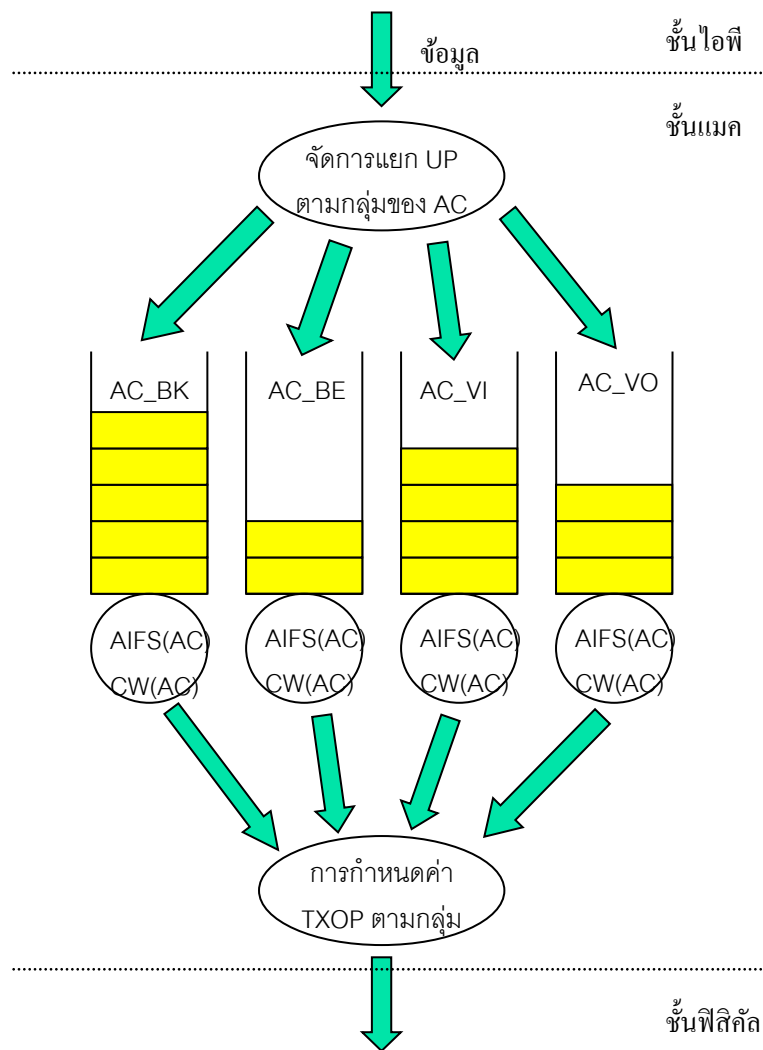 ข้อมูล
ชั้นไอพี
ชั้นแมค
จัดการแยก UP
ตามกลุ่มของ AC
AC_BK
AC_BE
AC_VI
AC_VO
AIFS(AC)
CW(AC)
AIFS(AC)
CW(AC)
AIFS(AC)
CW(AC)
AIFS(AC)
CW(AC)
การกำหนดค่า
TXOP ตามกลุ่ม
ชั้นฟิสิคัล